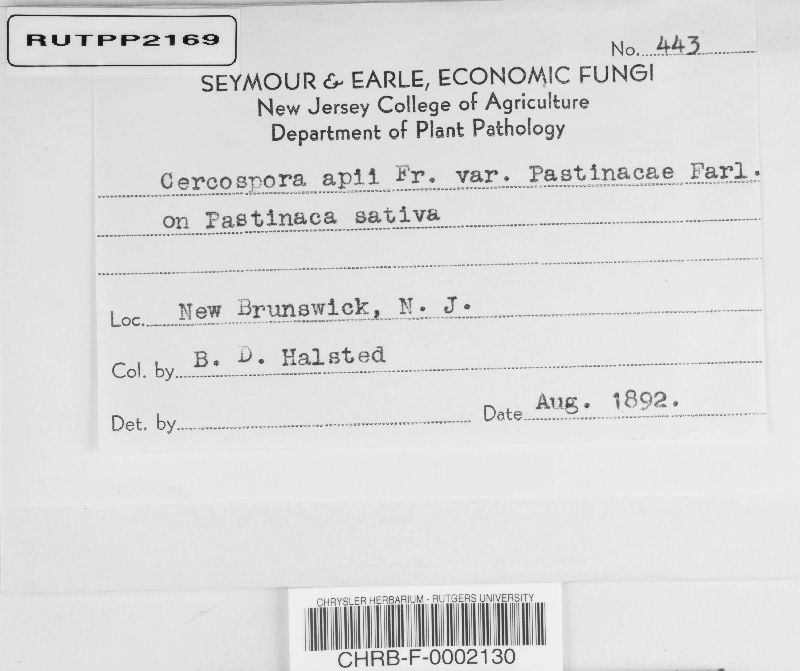 RUTPP2169
No. 443
SEYMOUR & EARLE, ECONOMIC FUNGI
New Jersey College of Agriculture
Department of Plant Pathology
Cercospora apii Fr. var. Pastinacae Farl.
on Pastinaca sativa
Loc. New Brunswick, N. J.
Col. by B. D. Halsted
Det. by
Date Aug. 1892.
CHRYSLER HERBARIUM - RUTGERS UNIVERSITY
CHRB-F-0002130